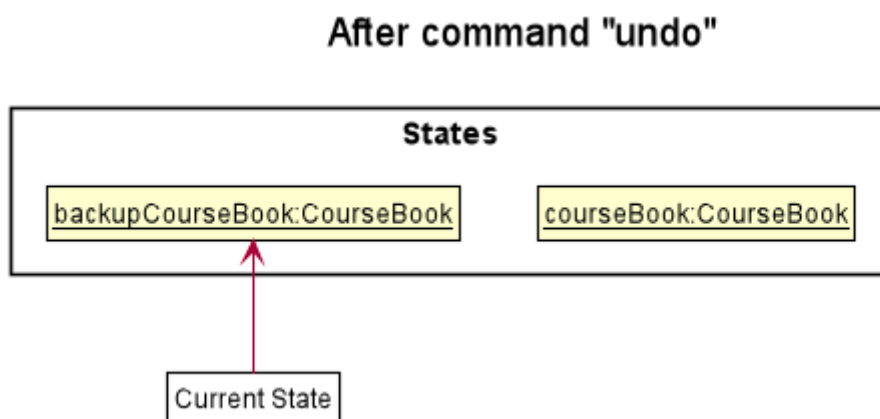 After command "undo"
States
backupCourseBook:CourseBook
courseBook:CourseBook
Current State